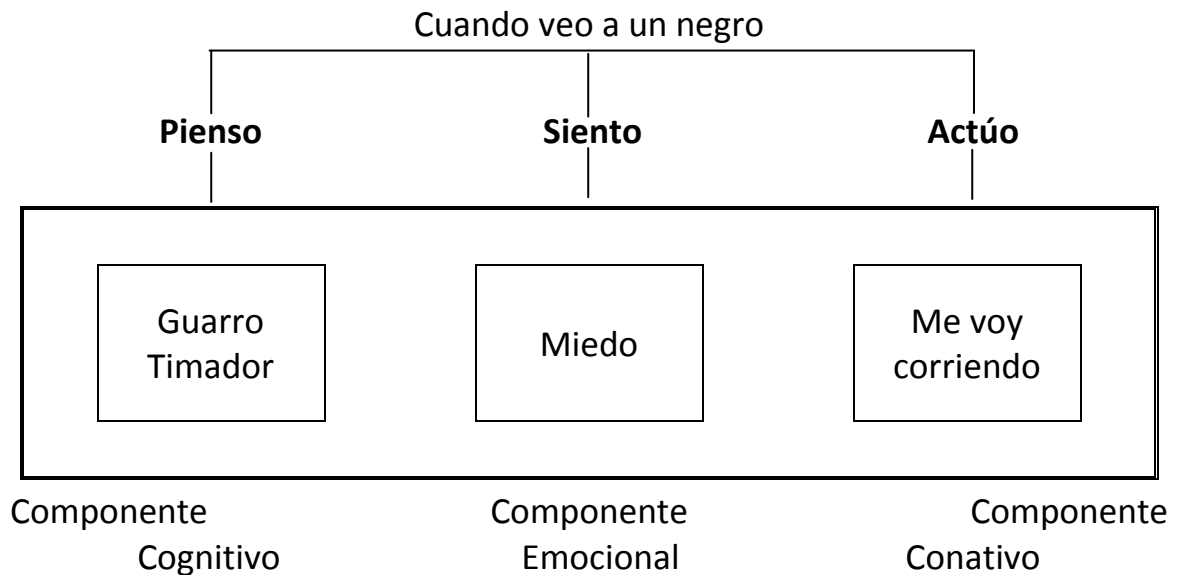 Cuando veo a un negro
Pienso
Siento
Actúo
Guarro
Timador
Miedo
Me voy
corriendo
Componente
Cognitivo
Componente
Emocional
Componente
Conativo